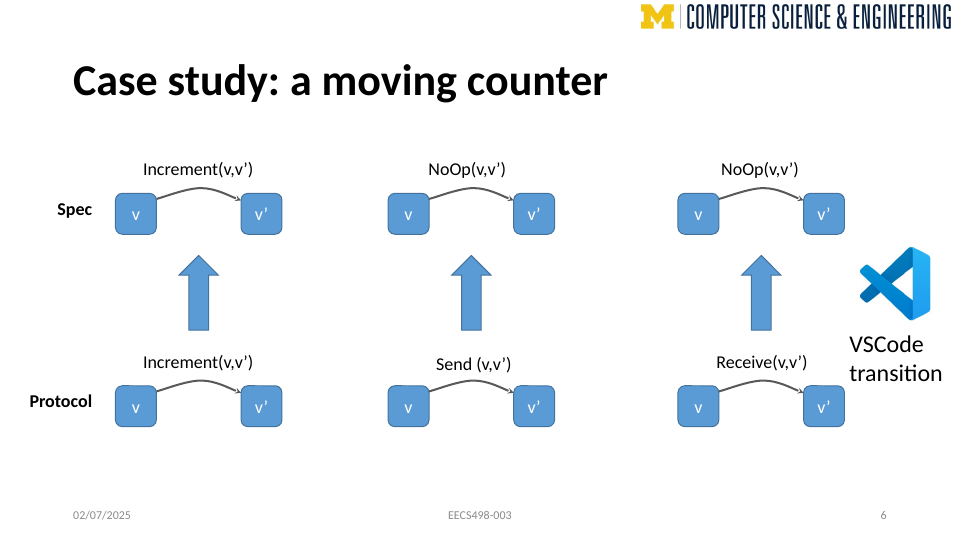 M | COMPUTER SCIENCE & ENGINEERING
Case study: a moving counter
Increment(v,v’)
NoOp(v,v’)
NoOp(v,v’)
Spec
v
v’
v
v’
v
v’
VSCode
transition
Increment(v,v’)
Send (v,v’)
Receive(v,v’)
Protocol
v
v’
v
v’
v
v’
02/07/2025
EECS498-003
6